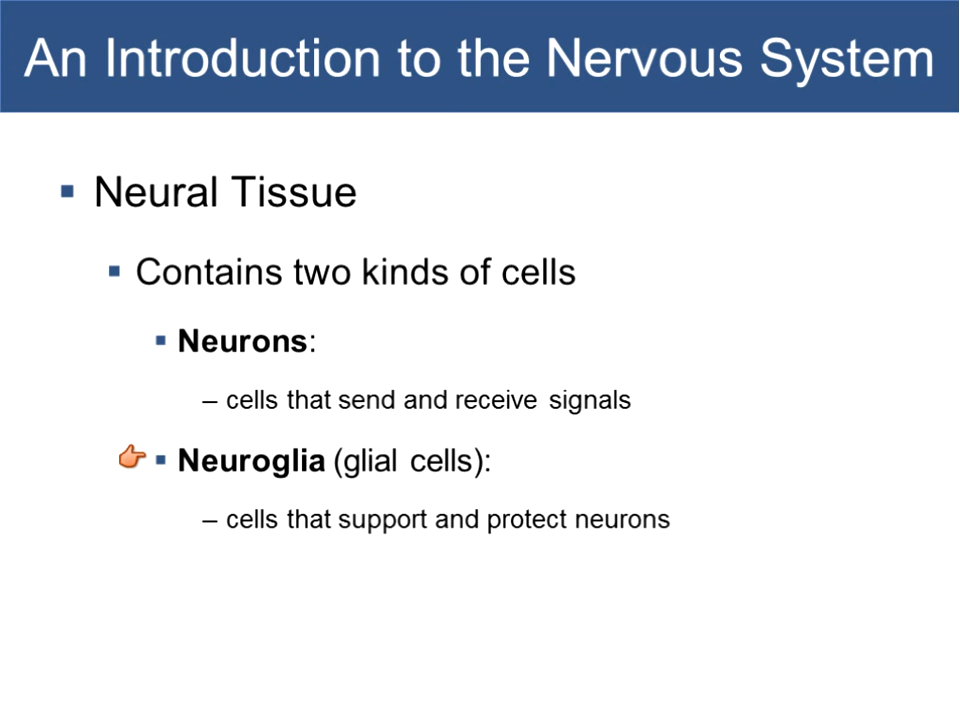 An Introduction to the Nervous System
Neural Tissue
Contains two kinds of cells
Neurons:
– cells that send and receive signals
Neuroglia (glial cells):
– cells that support and protect neurons